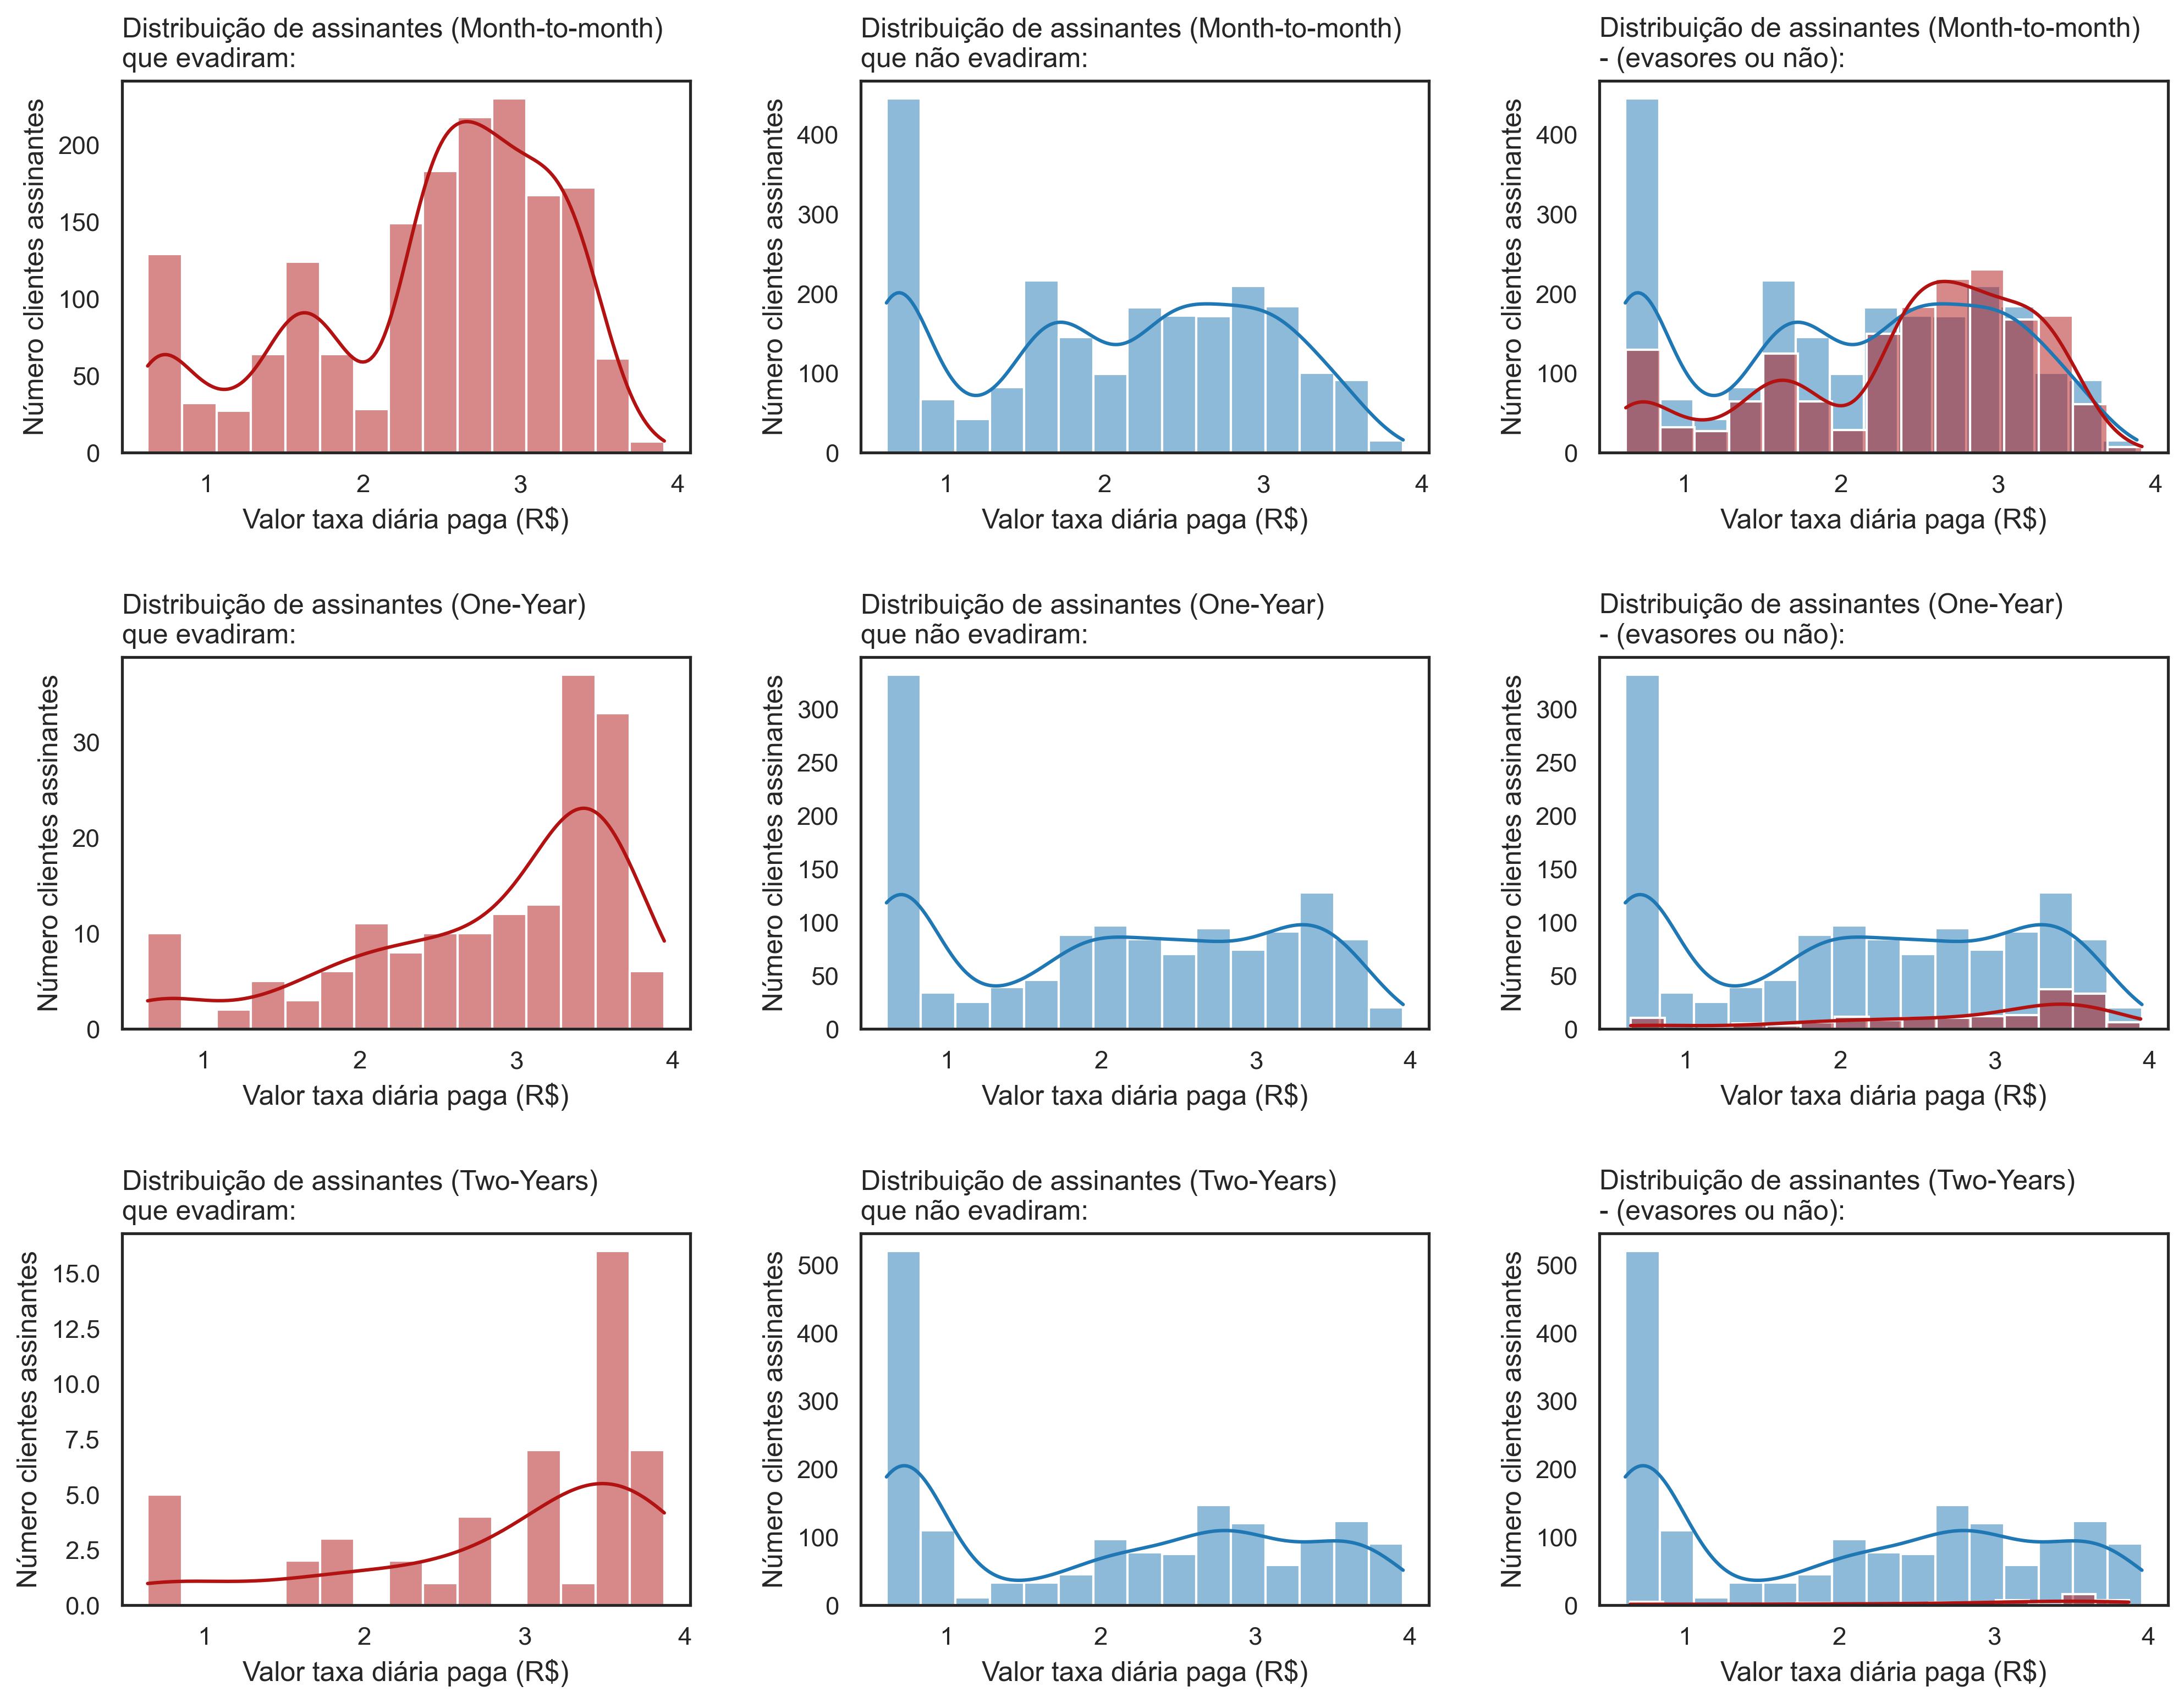 Distribuição de assinantes (Month-to-month)
que evadiram:
Número clientes assinantes
200
150
100
50
0
1 2 3 4
Valor taxa diária paga (R$)
Distribuição de assinantes (Month-to-month)
que não evadiram:
Número clientes assinantes
400
300
200
100
0
1 2 3 4
Valor taxa diária paga (R$)
Distribuição de assinantes (Month-to-month)
- (evasores ou não):
Número clientes assinantes
400
300
200
100
0
1 2 3 4
Valor taxa diária paga (R$)
Distribuição de assinantes (One-Year)
que evadiram:
Número clientes assinantes
30
20
10
0
1 2 3 4
Valor taxa diária paga (R$)
Distribuição de assinantes (One-Year)
que não evadiram:
Número clientes assinantes
300
250
200
150
100
50
0
1 2 3 4
Valor taxa diária paga (R$)
Distribuição de assinantes (One-Year)
- (evasores ou não):
Número clientes assinantes
300
250
200
150
100
50
0
1 2 3 4
Valor taxa diária paga (R$)
Distribuição de assinantes (Two-Years)
que evadiram:
Número clientes assinantes
15.0
12.5
10.0
7.5
5.0
2.5
0.0
1 2 3 4
Valor taxa diária paga (R$)
Distribuição de assinantes (Two-Years)
que não evadiram:
Número clientes assinantes
500
400
300
200
100
0
1 2 3 4
Valor taxa diária paga (R$)
Distribuição de assinantes (Two-Years)
- (evasores ou não):
Número clientes assinantes
500
400
300
200
100
0
1 2 3 4
Valor taxa diária paga (R$)